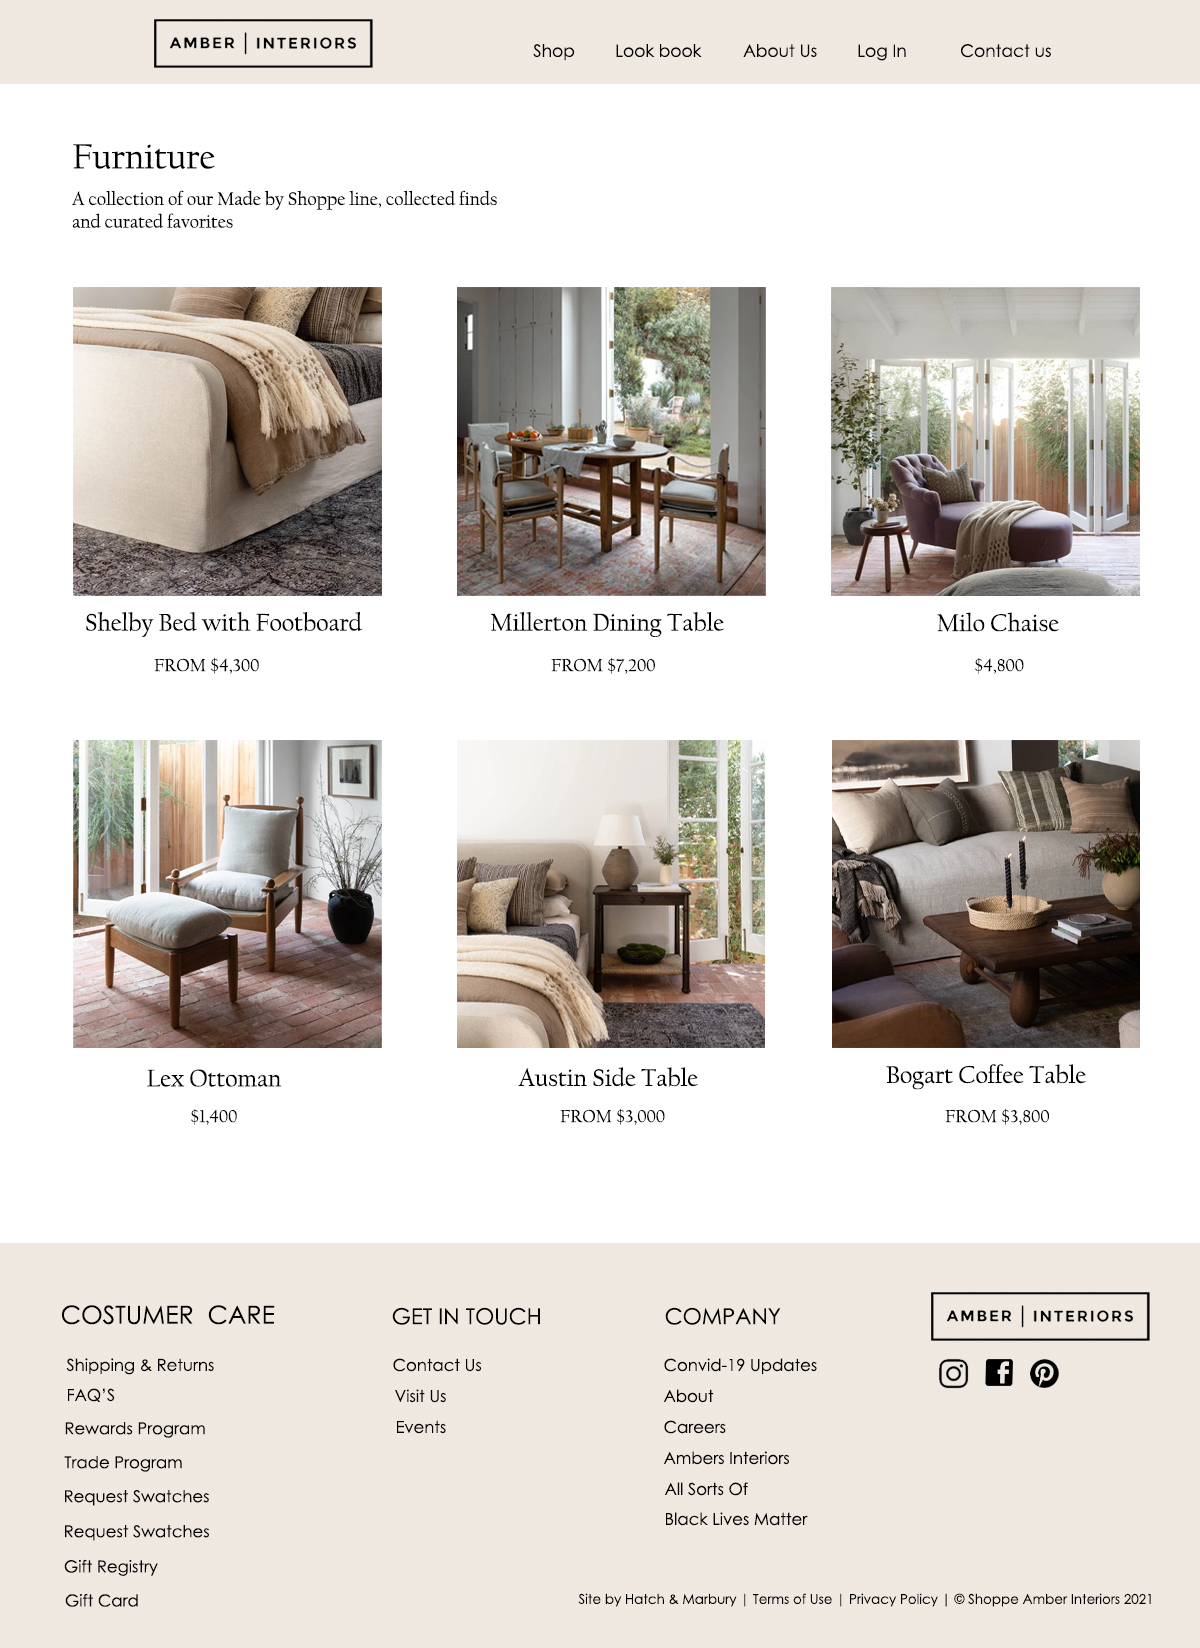 AMBER | INTERIORS
Shop Look book About Us Log In Contact us
Furniture
A collection of our Made by Shoppe line, collected finds
and curated favorites
Shelby Bed with Footboard
FROM $4,300
Millerton Dining Table
FROM $7,200
Milo Chaise
$4,800
Lex Ottoman
$1,400
Austin Side Table
FROM $3,000
Bogart Coffee Table
FROM $3,800
COSTUMER CARE
Shipping & Returns
FAQ'S
Rewards Program
Trade Program
Request Swatches
Request Swatches
Gift Registry
Gift Card
GET IN TOUCH
Contact Us
Visit Us
Events
COMPANY
Convid-19 Updates
About
Careers
Ambers Interiors
All Sorts Of
Black Lives Matter
AMBER | INTERIORS
Site by Hatch & Marbury | Terms of Use | Privacy Policy | © Shoppe Amber Interiors 2021